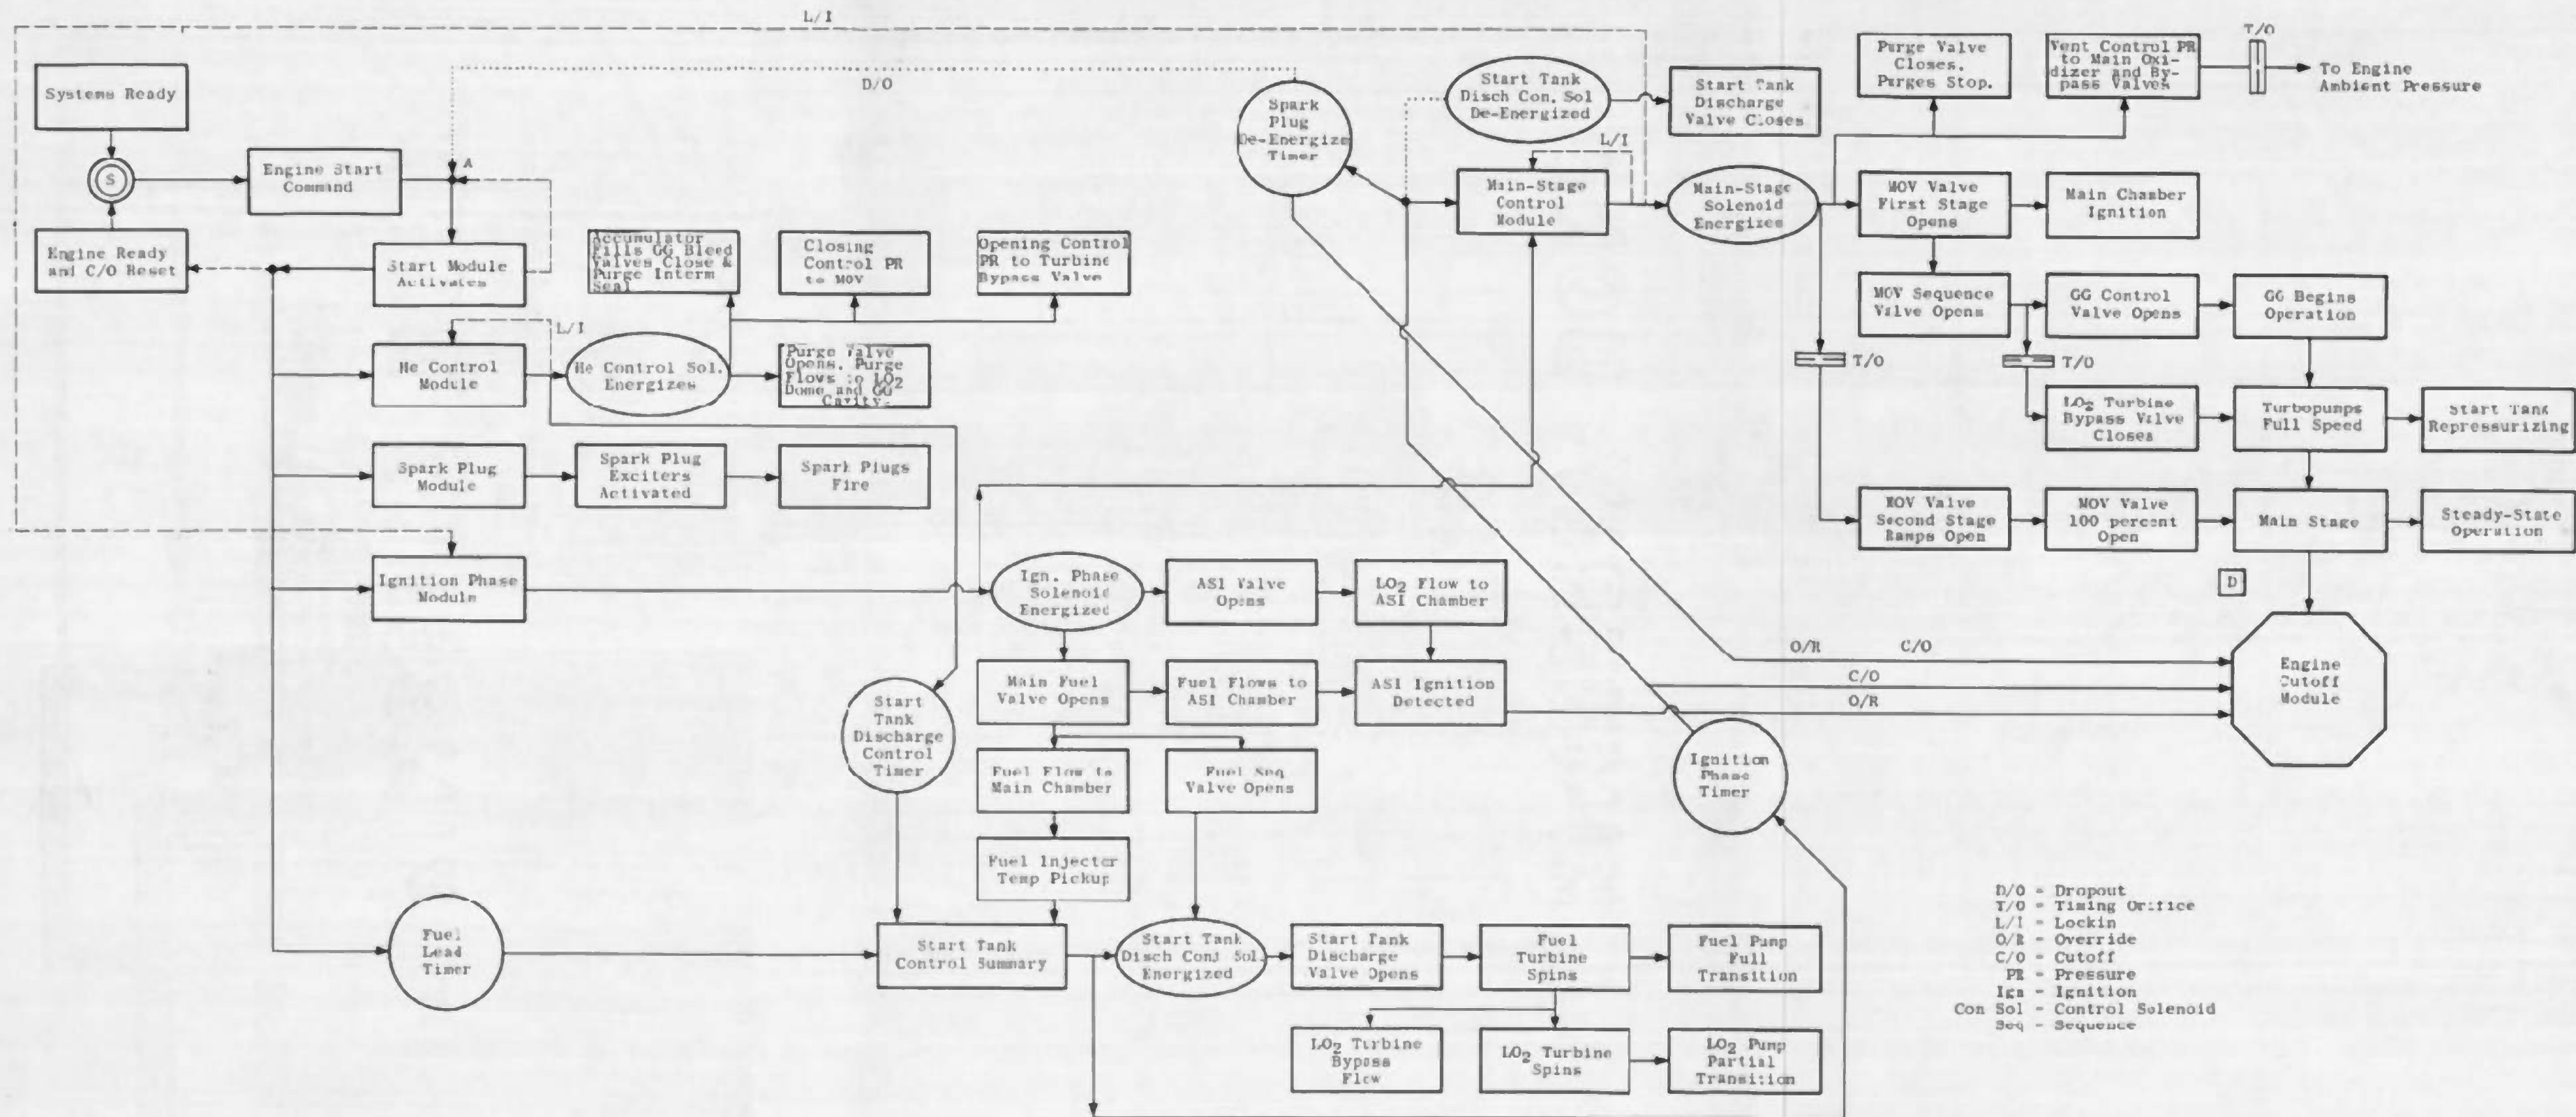 L/I
T/O
Systems Ready
D/O
Spark
Plug
De-Energize
Timer
Start Tank
Disch Con. Sol
De-Energized
Start Tank
Discharge
Valve Closes
Purge Valve
Closes.
Purges Stop.
Vent Control PR
to Main Oxi-
dizer and By-
pass Valves
To Engine
Ambient Pressure
S
Engine Start
Command
A
L/I
Main-Stage
Control
Module
Main-Stage
Solenoid
Energizes
MOV Valve
First Stage
Opens
Main Chamber
Ignition
Engine Ready
and C/O Reset
Start Module
Activates
Accumulator
Fills GG Bleed
Valves Close &
Purge Interm
Seal
Closing
Control PR
to MOV
Opening Control
PR to Turbine
Bypass Valve
MOV Sequence
Valve Opens
GG Control
Valve Opens
GG Begins
Operation
L/I
He Control
Module
He Control Sol.
Energizes
Purge Valve
Opens. Purge
Flows to LO2
Dome and GG
Cavity.
T/O
T/O
LO2 Turbine
Bypass Valve
Closes
Turbopumps
Full Speed
Start Tank
Repressurizing
Spark Plug
Module
Spark Plug
Exciters
Activated
Spark Plugs
Fire
MOV Valve
Second Stage
Ramps Open
MOV Valve
100 percent
Open
Main Stage
Steady-State
Operation
Ignition Phase
Module
Ign. Phase
Solenoid
Energized
ASI Valve
Opens
LO2 Flow to
ASI Chamber
D
O/R C/O
C/O
O/R
Engine
Cutoff
Module
Start
Tank
Discharge
Control
Timer
Main Fuel
Valve Opens
Fuel Flows to
ASI Chamber
ASI Ignition
Detected
Fuel Flow to
Main Chamber
Fuel Seq
Valve Opens
Ignition
Phase
Timer
Fuel Injector
Temp Pickup
Fuel
Lead
Timer
Start Tank
Control Summary
Start Tank
Disch Con. Sol.
Energized
Start Tank
Discharge
Valve Opens
Fuel
Turbine
Spins
Fuel Pump
Full
Transition
LO2 Turbine
Bypass
Flow
LO2 Turbine
Spins
LO2 Pump
Partial
Transition
D/O = Dropout
T/O = Timing Orifice
L/I = Lockin
O/R = Override
C/O = Cutoff
PR = Pressure
Ign = Ignition
Con Sol = Control Solenoid
Seq = Sequence